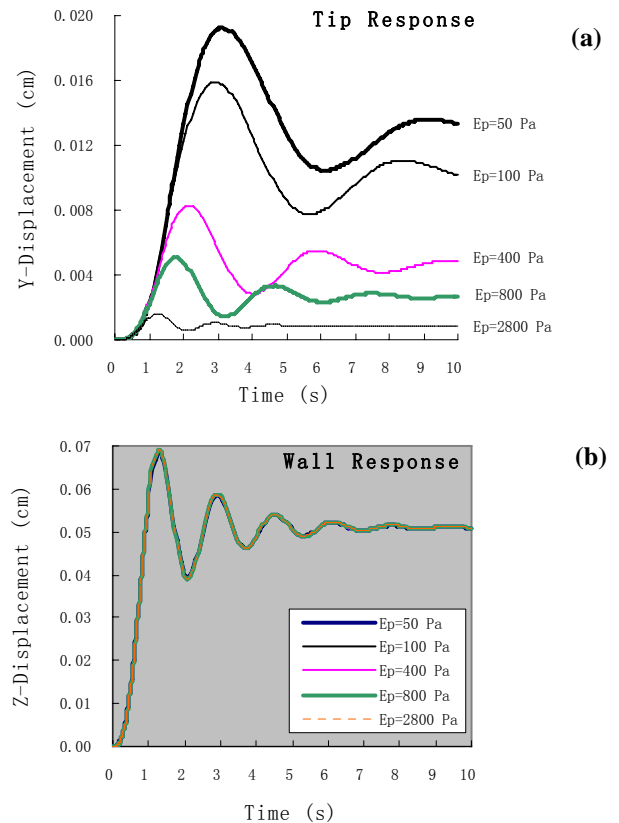 Tip Response
(a)
Y-Displacement (cm)
0.020
0.016
0.012
0.008
0.004
0.000
Ep=50 Pa
Ep=100 Pa
Ep=400 Pa
Ep=800 Pa
Ep=2800 Pa
0 1 2 3 4 5 6 7 8 9 10
Time (s)
Wall Response
(b)
Z-Displacement (cm)
0.07
0.06
0.05
0.04
0.03
0.02
0.01
0.00
Ep=50 Pa
Ep=100 Pa
Ep=400 Pa
Ep=800 Pa
Ep=2800 Pa
0 1 2 3 4 5 6 7 8 9 10
Time (s)